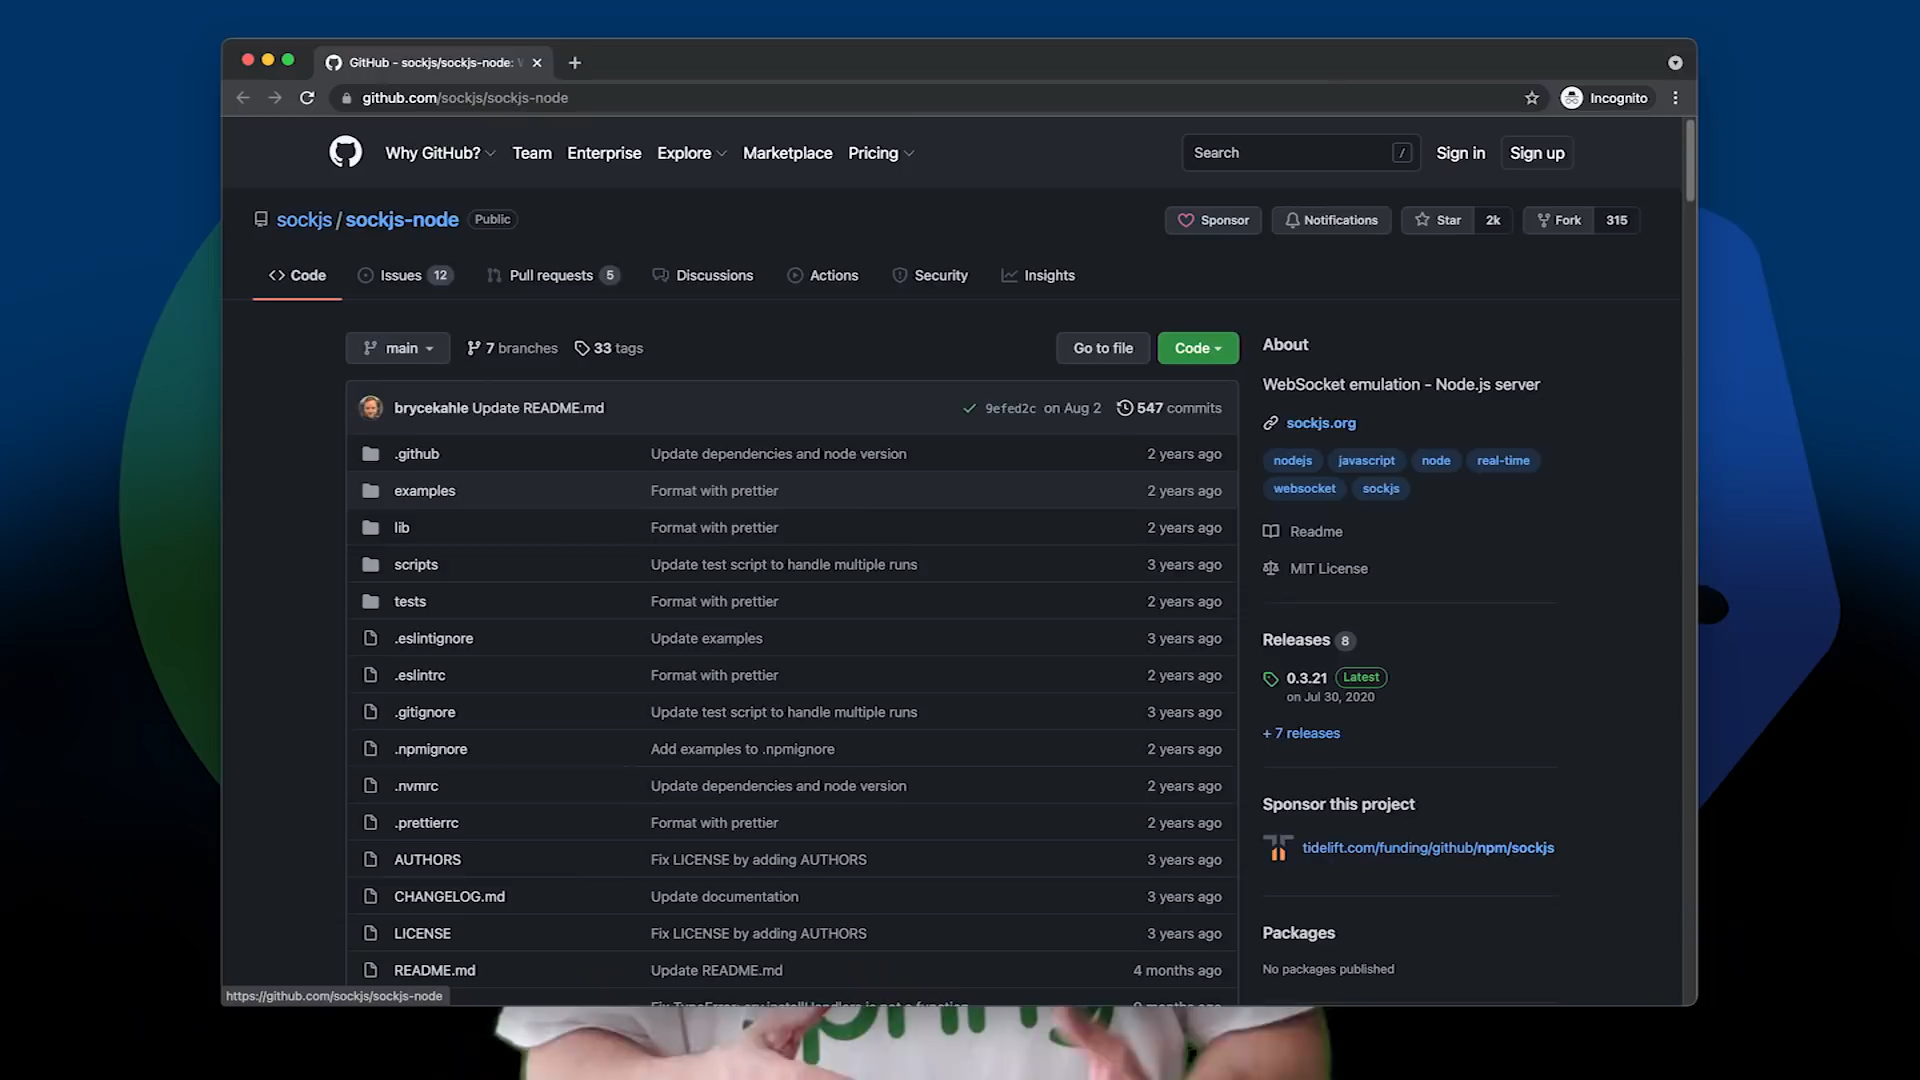 GitHub - sockjs/sockjs-node:
github.com/sockjs/sockjs-node
Incognito
Why GitHub? Team Enterprise Explore Marketplace Pricing
Search /
Sign in Sign up
sockjs/sockjs-node Public
Sponsor Notifications Star 2k Fork 315
<> Code Issues 12 Pull requests 5 Discussions Actions Security Insights
main 7 branches 33 tags
Go to file Code
brycekahle Update README.md 9efed2c on Aug 2 547 commits
.github Update dependencies and node version 2 years ago
examples Format with prettier 2 years ago
lib Format with prettier 2 years ago
scripts Update test script to handle multiple runs 3 years ago
tests Format with prettier 2 years ago
.eslintignore Update examples 3 years ago
.eslintrc Format with prettier 2 years ago
.gitignore Update test script to handle multiple runs 3 years ago
.npmignore Add examples to .npmignore 2 years ago
.nvmrc Update dependencies and node version 2 years ago
.prettierrc Format with prettier 2 years ago
AUTHORS Fix LICENSE by adding AUTHORS 3 years ago
CHANGELOG.md Update documentation 3 years ago
LICENSE Fix LICENSE by adding AUTHORS 3 years ago
README.md Update README.md 4 months ago
About
WebSocket emulation - Node.js server
sockjs.org
nodejs javascript node real-time
websocket sockjs
Readme
MIT License
Releases 8
0.3.21 Latest
on Jul 30, 2020
+ 7 releases
Sponsor this project
tidelift.com/funding/github/npm/sockjs
Packages
No packages published
https://github.com/sockjs/sockjs-node